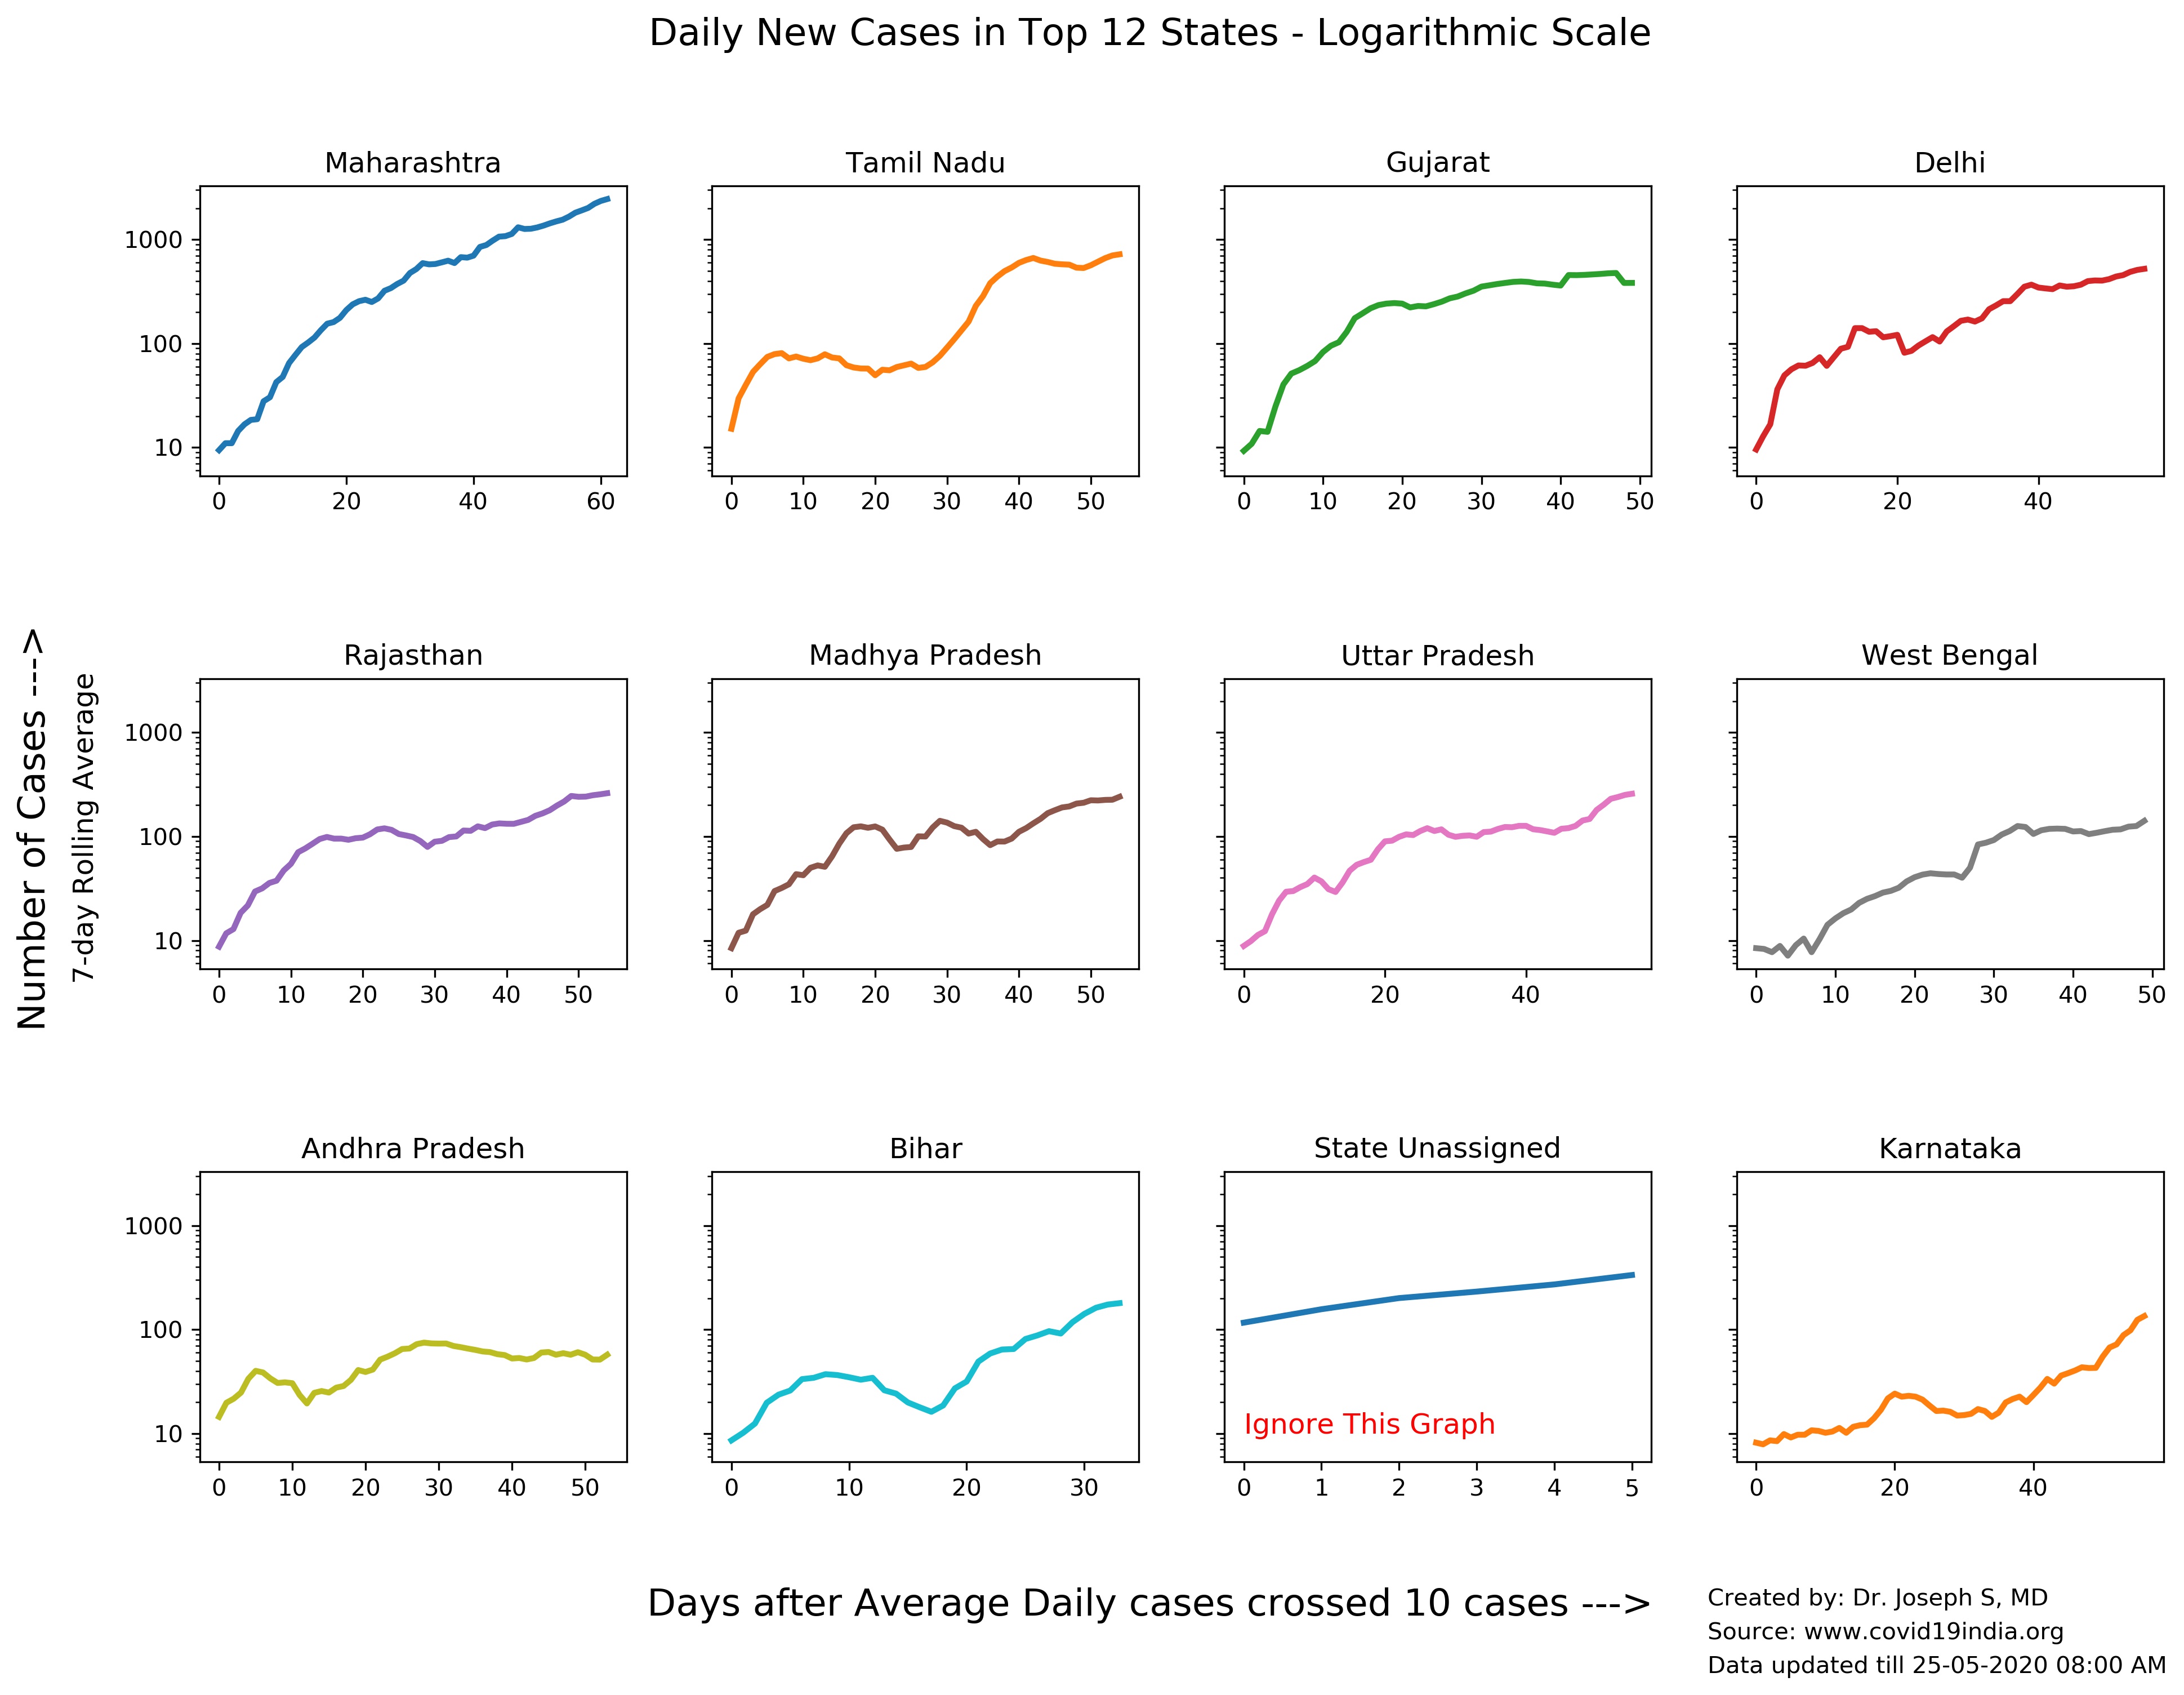 Daily New Cases in Top 12 States - Logarithmic Scale
Maharashtra
Tamil Nadu
Gujarat
Delhi
1000
100
10
0 20 40 60
0 10 20 30 40 50
0 10 20 30 40 50
0 20 40
Number of Cases --->
7-day Rolling Average
Rajasthan
Madhya Pradesh
Uttar Pradesh
West Bengal
1000
100
10
0 10 20 30 40 50
0 10 20 30 40 50
0 20 40
0 10 20 30 40 50
Andhra Pradesh
Bihar
State Unassigned
Karnataka
1000
100
10
Ignore This Graph
0 10 20 30 40 50
0 10 20 30
0 1 2 3 4 5
0 20 40
Days after Average Daily cases crossed 10 cases --->
Created by: Dr. Joseph S, MD
Source: www.covid19india.org
Data updated till 25-05-2020 08:00 AM